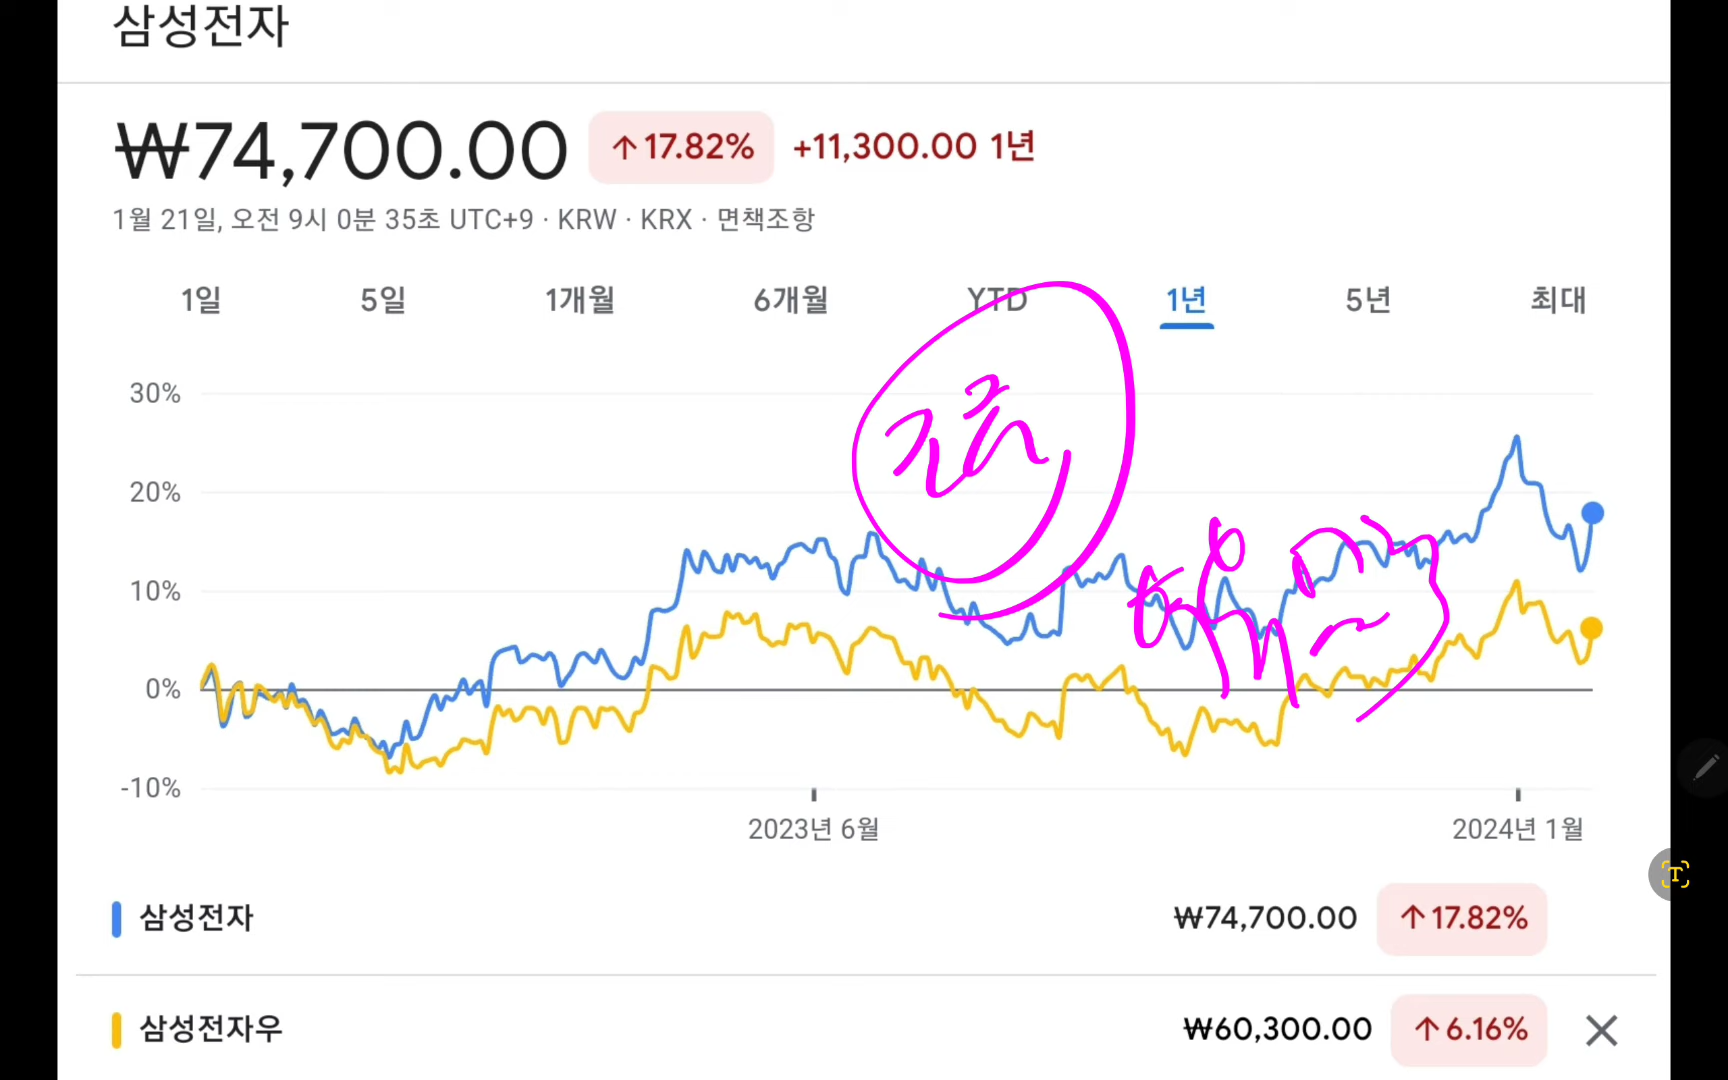 삼성전자
₩74,700.00 ↑17.82% +11,300.00 1년
1월 21일, 오전 9시 0분 35초 UTC+9 · KRW · KRX · 면책조항
1일 5일 1개월 6개월 YTD 1년 5년 최대
30%
20%
10%
0%
-10%
2023년 6월 2024년 1월
삼성전자 ₩74,700.00 ↑17.82%
삼성전자우 ₩60,300.00 ↑6.16%